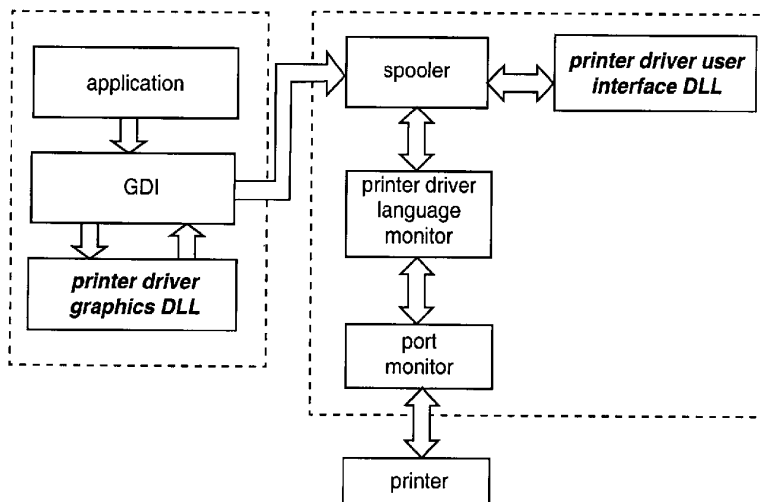 application
GDI
printer driver
graphics DLL
spooler
printer driver user
interface DLL
printer driver
language
monitor
port
monitor
printer